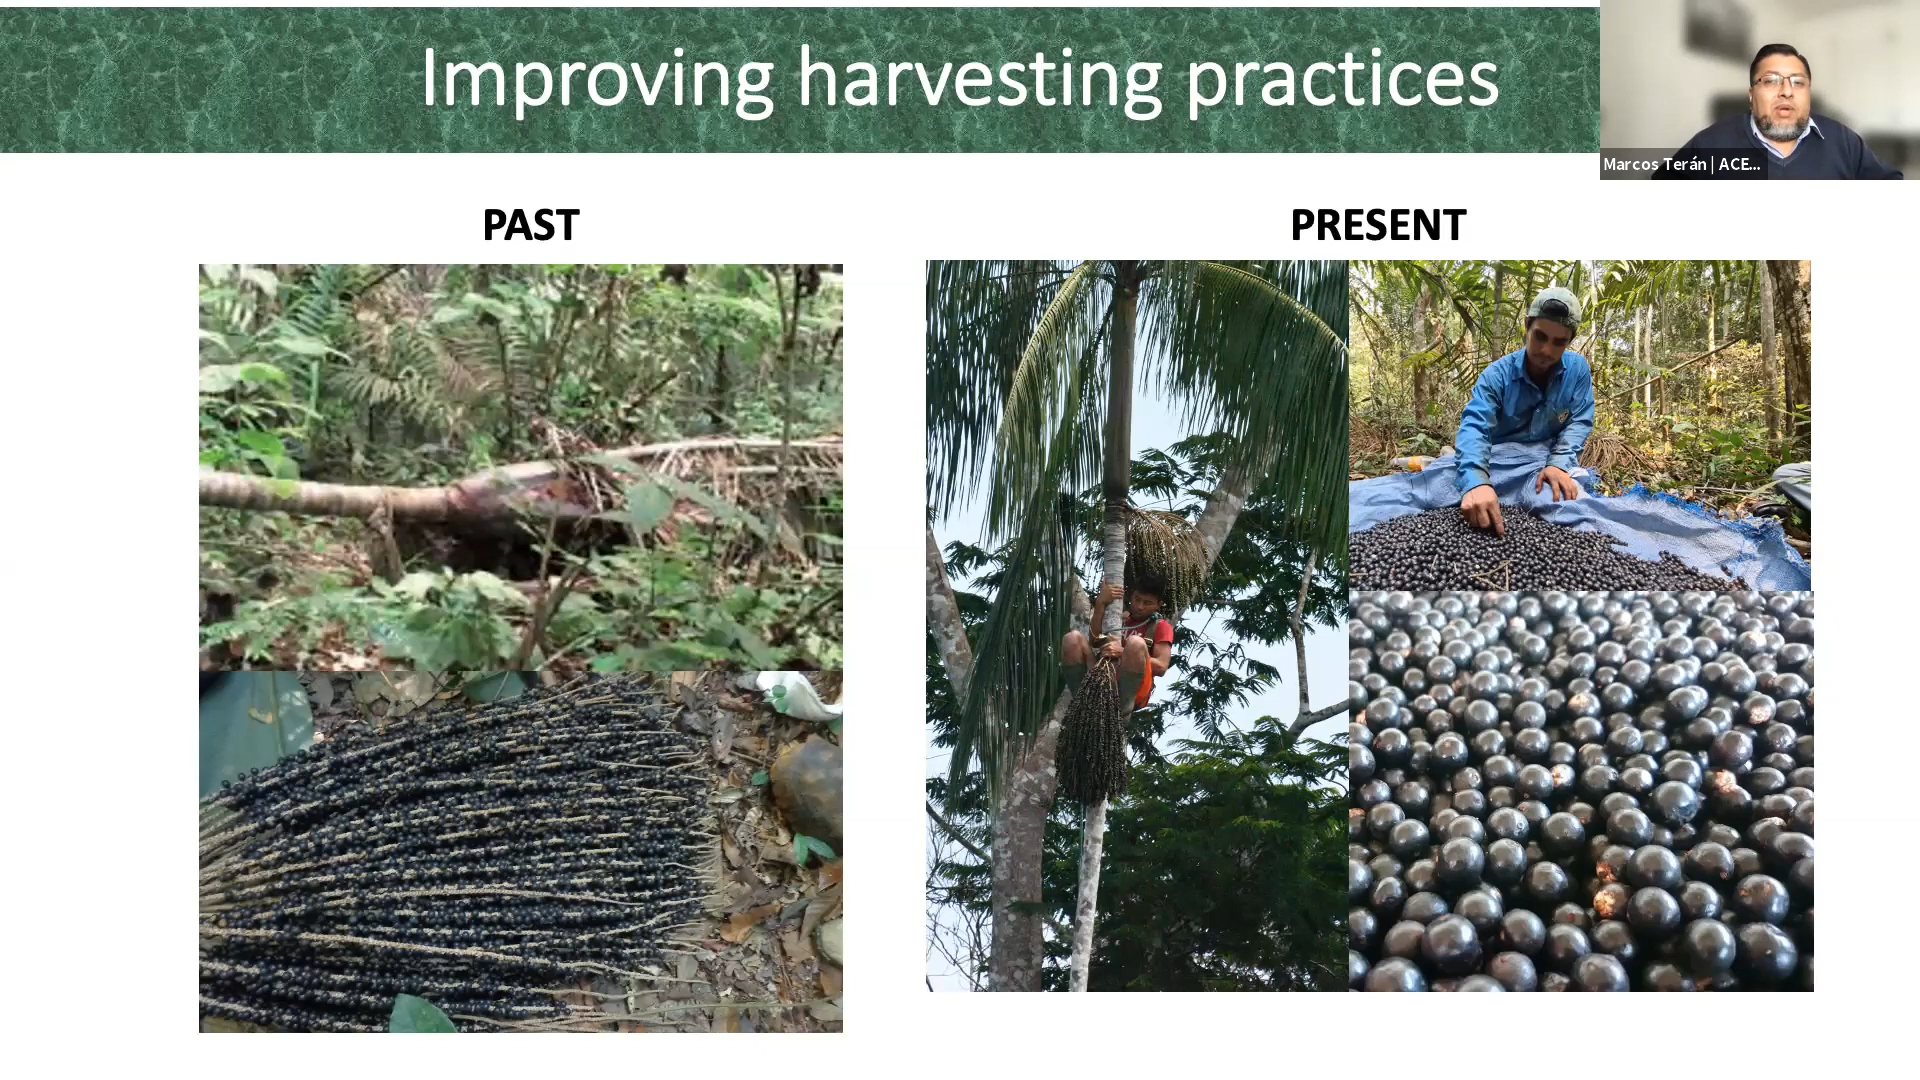 Improving harvesting practices
Marcos Terán | ACE...
PAST
PRESENT